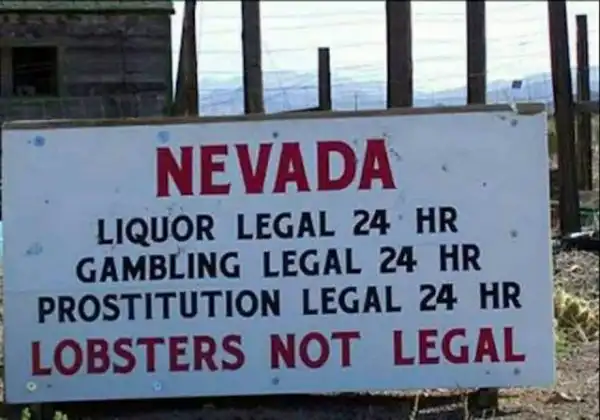 NEVADA
LIQUOR LEGAL 24 HR
GAMBLING LEGAL 24 HR
PROSTITUTION LEGAL 24 HR
LOBSTERS NOT LEGAL